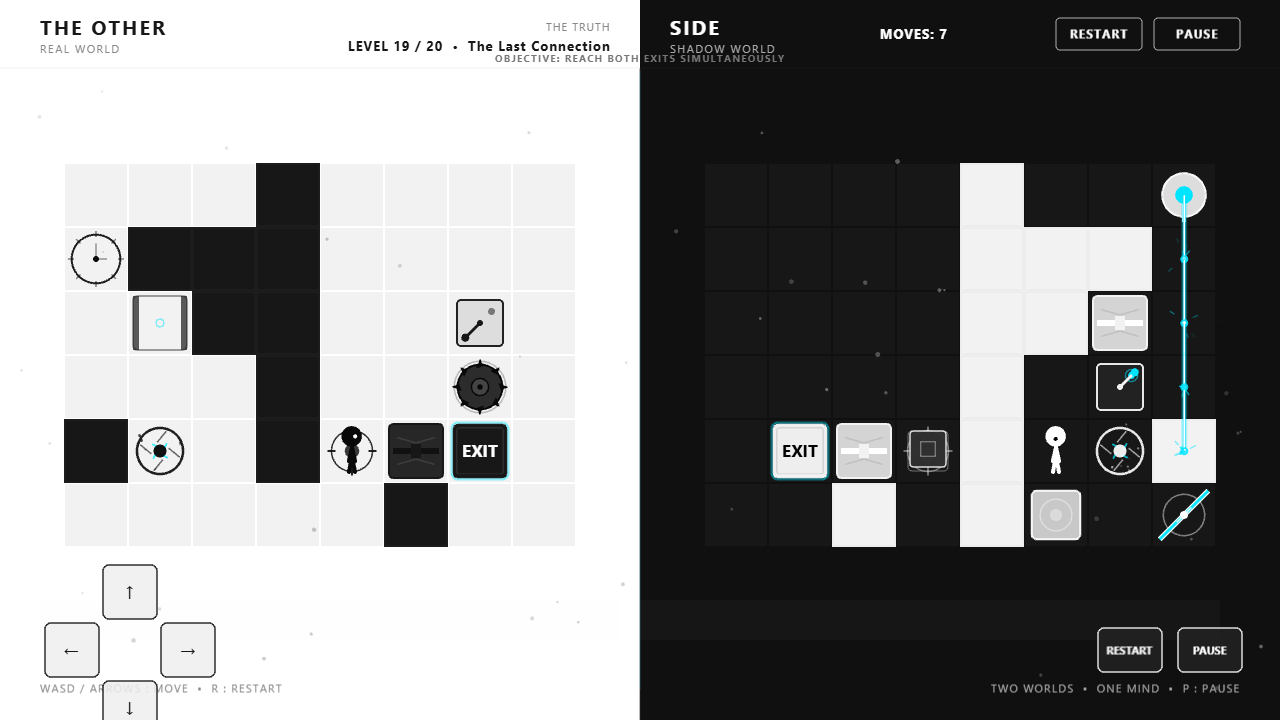 THE OTHER
REAL WORLD
THE TRUTH
LEVEL 19 / 20 • The Last Connection
OBJECTIVE: REACH BOTH EXITS SIMULTANEOUSLY
SIDE
SHADOW WORLD
MOVES: 7
RESTART
PAUSE
EXIT
EXIT
↑
← →
↓
WASD / ARROWS : MOVE • R : RESTART
RESTART
PAUSE
TWO WORLDS • ONE MIND • P : PAUSE